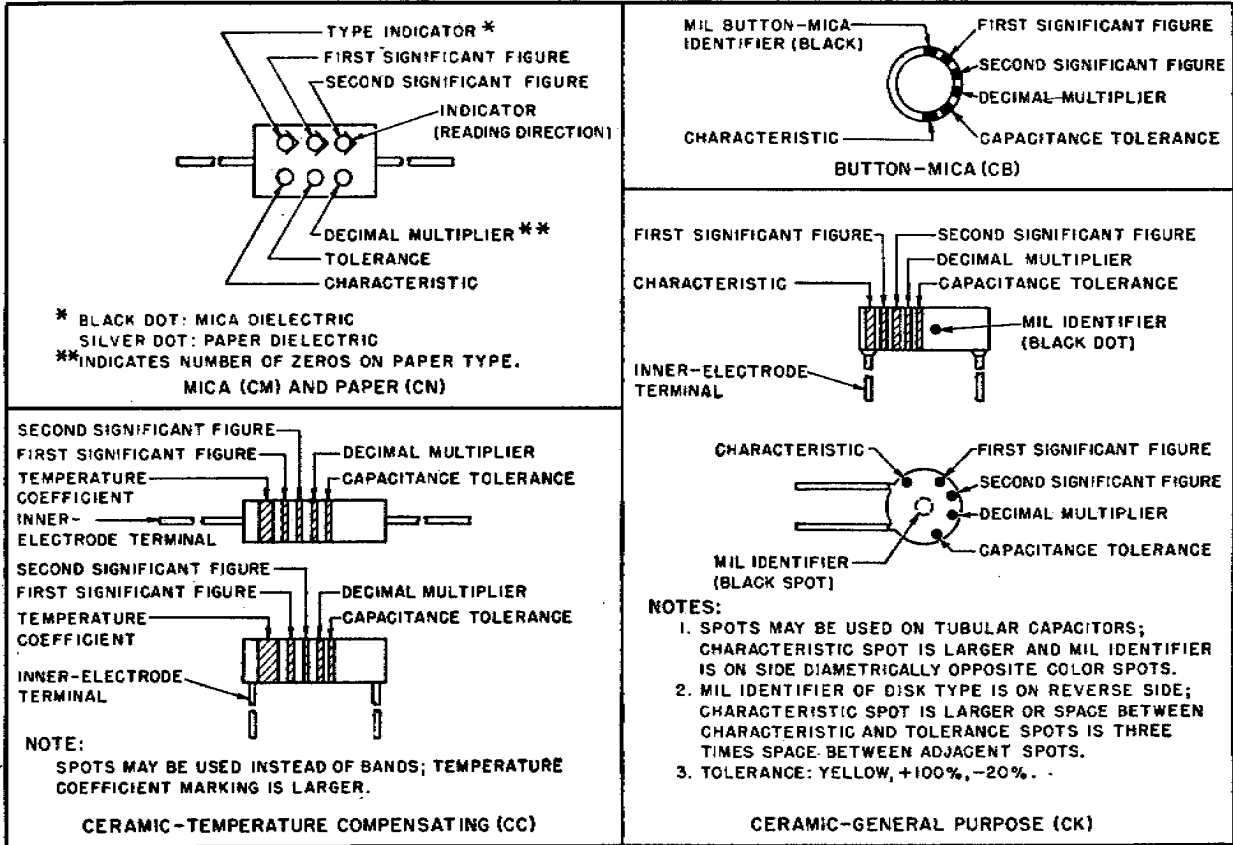 TYPE INDICATOR *
FIRST SIGNIFICANT FIGURE
SECOND SIGNIFICANT FIGURE
INDICATOR
(READING DIRECTION)
DECIMAL MULTIPLIER **
TOLERANCE
CHARACTERISTIC
* BLACK DOT: MICA DIELECTRIC
SILVER DOT: PAPER DIELECTRIC
**INDICATES NUMBER OF ZEROS ON PAPER TYPE.
MICA (CM) AND PAPER (CN)
MIL BUTTON-MICA
IDENTIFIER (BLACK)
FIRST SIGNIFICANT FIGURE
SECOND SIGNIFICANT FIGURE
DECIMAL MULTIPLIER
CHARACTERISTIC
CAPACITANCE TOLERANCE
BUTTON-MICA (CB)
SECOND SIGNIFICANT FIGURE
FIRST SIGNIFICANT FIGURE
DECIMAL MULTIPLIER
TEMPERATURE
COEFFICIENT
CAPACITANCE TOLERANCE
INNER-
ELECTRODE TERMINAL
SECOND SIGNIFICANT FIGURE
FIRST SIGNIFICANT FIGURE
DECIMAL MULTIPLIER
TEMPERATURE
COEFFICIENT
CAPACITANCE TOLERANCE
INNER-ELECTRODE
TERMINAL
NOTE:
SPOTS MAY BE USED INSTEAD OF BANDS; TEMPERATURE
COEFFICIENT MARKING IS LARGER.
CERAMIC-TEMPERATURE COMPENSATING (CC)
FIRST SIGNIFICANT FIGURE
SECOND SIGNIFICANT FIGURE
DECIMAL MULTIPLIER
CHARACTERISTIC
CAPACITANCE TOLERANCE
MIL IDENTIFIER
(BLACK DOT)
INNER-ELECTRODE
TERMINAL
CHARACTERISTIC
FIRST SIGNIFICANT FIGURE
SECOND SIGNIFICANT FIGURE
DECIMAL MULTIPLIER
CAPACITANCE TOLERANCE
MIL IDENTIFIER
(BLACK SPOT)
NOTES:
1. SPOTS MAY BE USED ON TUBULAR CAPACITORS;
CHARACTERISTIC SPOT IS LARGER AND MIL IDENTIFIER
IS ON SIDE DIAMETRICALLY OPPOSITE COLOR SPOTS.
2. MIL IDENTIFIER OF DISK TYPE IS ON REVERSE SIDE;
CHARACTERISTIC SPOT IS LARGER OR SPACE BETWEEN
CHARACTERISTIC AND TOLERANCE SPOTS IS THREE
TIMES SPACE BETWEEN ADJACENT SPOTS.
3. TOLERANCE: YELLOW, +100%, -20%.
CERAMIC-GENERAL PURPOSE (CK)